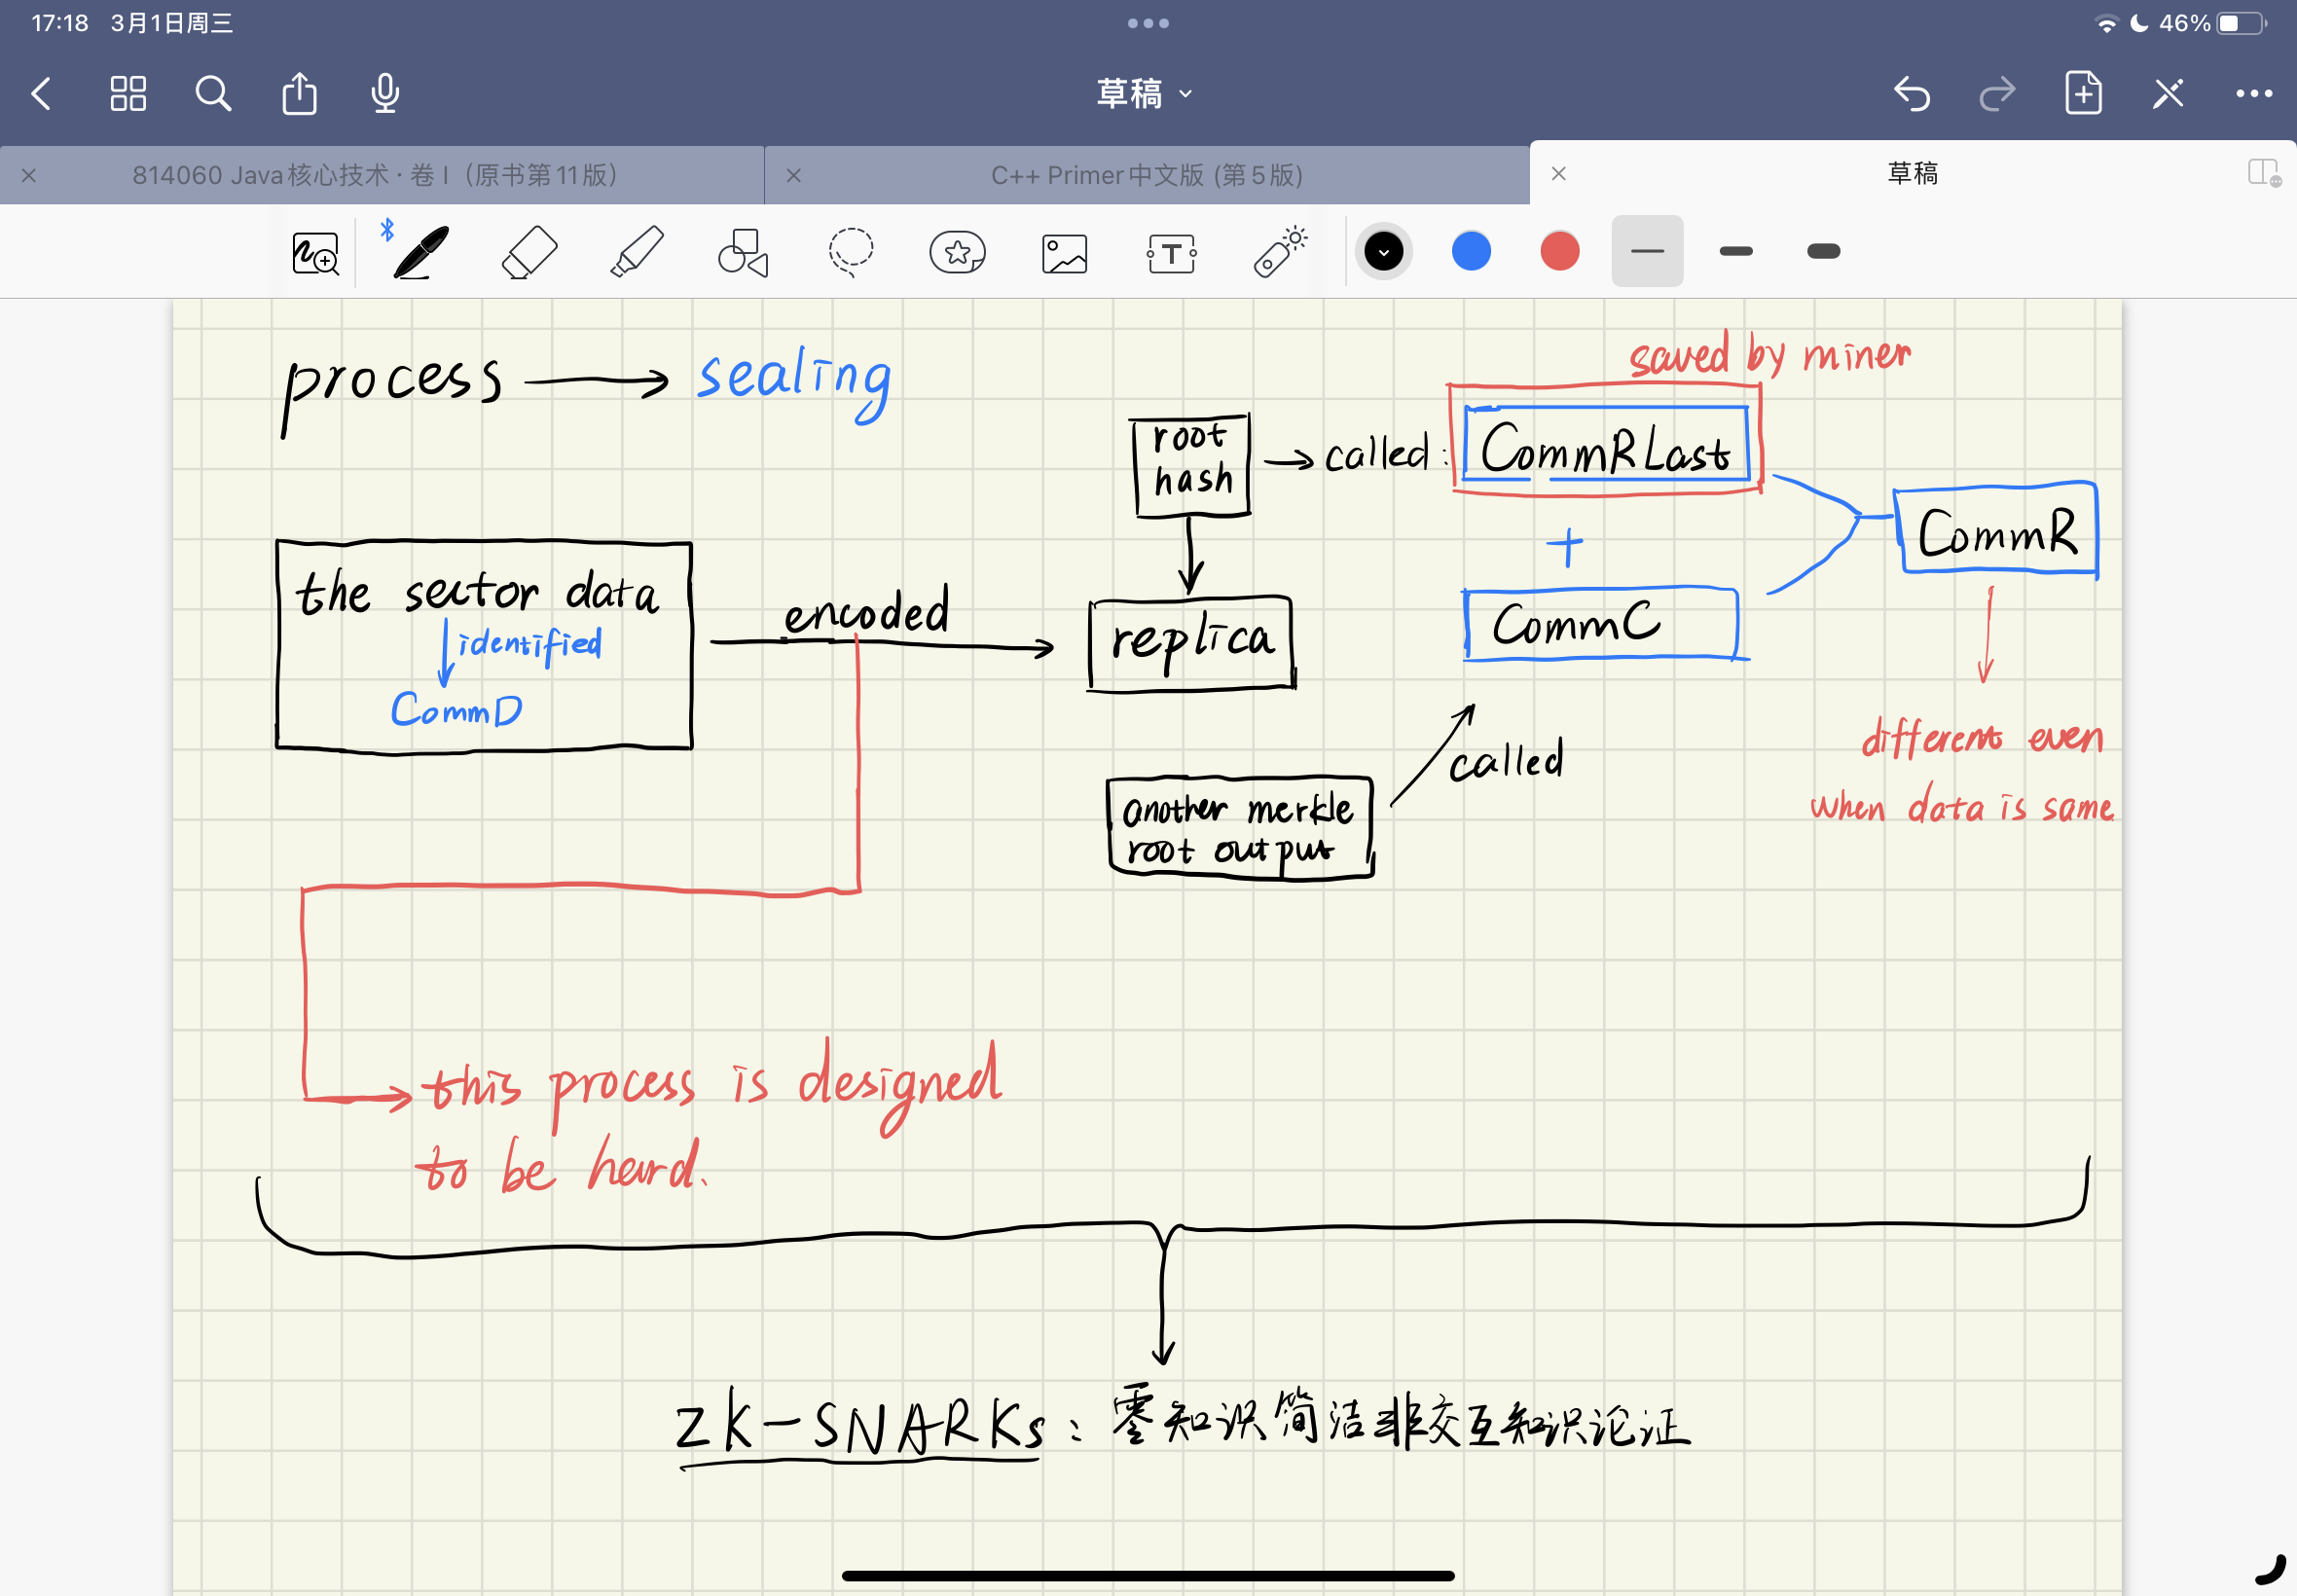 17:18 3月1日周三
46%
草稿
814060 Java核心技术·卷 I（原书第11版）
C++ Primer中文版 (第5版)
草稿
T
saved by miner
process → sealing
root
hash
→ called:
CommRLast
+
CommR
the sector data
identified
CommD
encoded
replica
CommC
called
different even
when data is same
another merkle
root output
this process is designed
to be hard.
ZK-SNARKs: 零知识简洁非交互知识论证